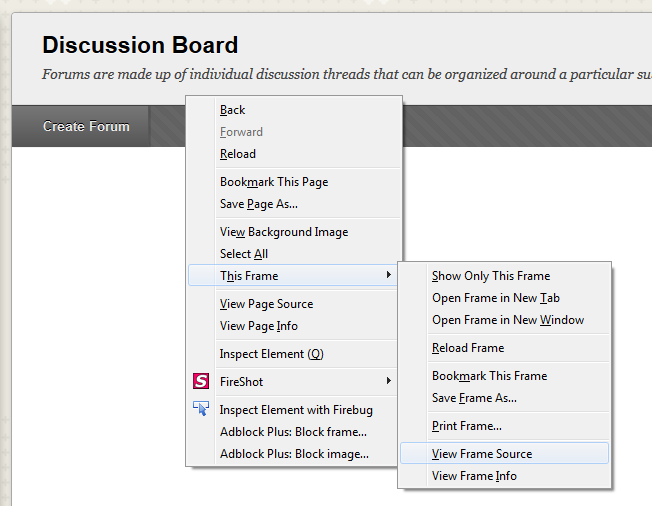 Discussion Board
Forums are made up of individual discussion threads that can be organized around a particular su
Create Forum
Back
Forward
Reload
Bookmark This Page
Save Page As...
View Background Image
Select All
This Frame
View Page Source
View Page Info
Inspect Element (Q)
S FireShot
Inspect Element with Firebug
Adblock Plus: Block frame...
Adblock Plus: Block image...
Show Only This Frame
Open Frame in New Tab
Open Frame in New Window
Reload Frame
Bookmark This Frame
Save Frame As...
Print Frame...
View Frame Source
View Frame Info